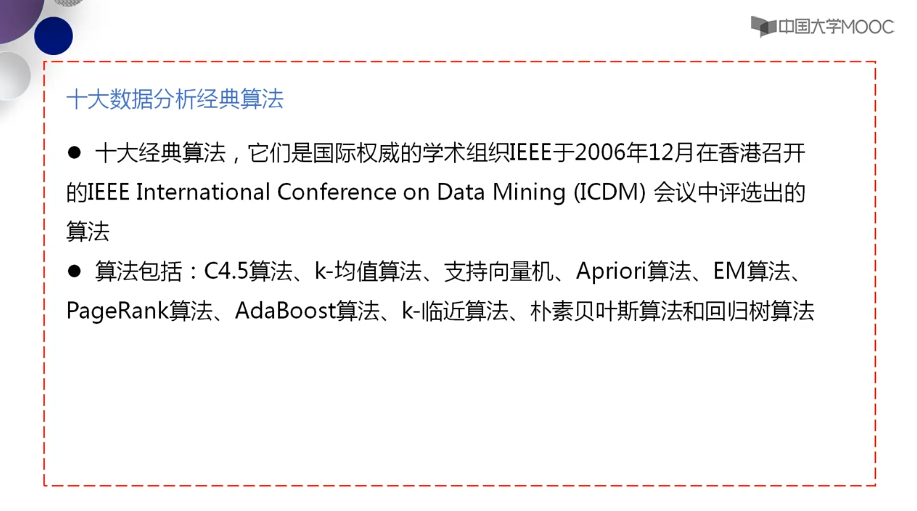 中国大学MOOC
十大数据分析经典算法
● 十大经典算法，它们是国际权威的学术组织IEEE于2006年12月在香港召开
的IEEE International Conference on Data Mining (ICDM) 会议中评选出的
算法
● 算法包括：C4.5算法、k-均值算法、支持向量机、Apriori算法、EM算法、
PageRank算法、AdaBoost算法、k-临近算法、朴素贝叶斯算法和回归树算法